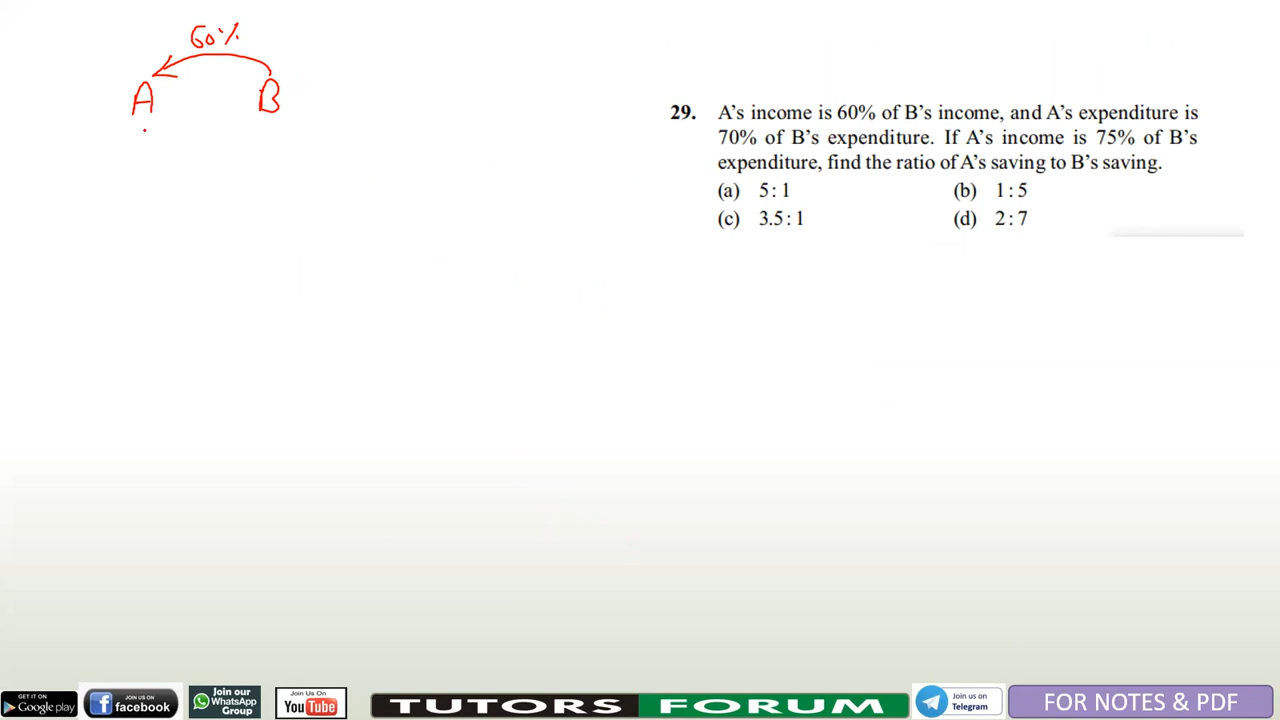 60%
A B
29. A's income is 60% of B's income, and A's expenditure is
70% of B's expenditure. If A's income is 75% of B's
expenditure, find the ratio of A's saving to B's saving.
(a) 5 : 1 (b) 1 : 5
(c) 3.5 : 1 (d) 2 : 7
GET IT ON
Google play
JOIN US ON
facebook
Join our
WhatsApp
Group
Join Us On
YouTube
TUTORS FORUM
Join us on
Telegram
FOR NOTES & PDF